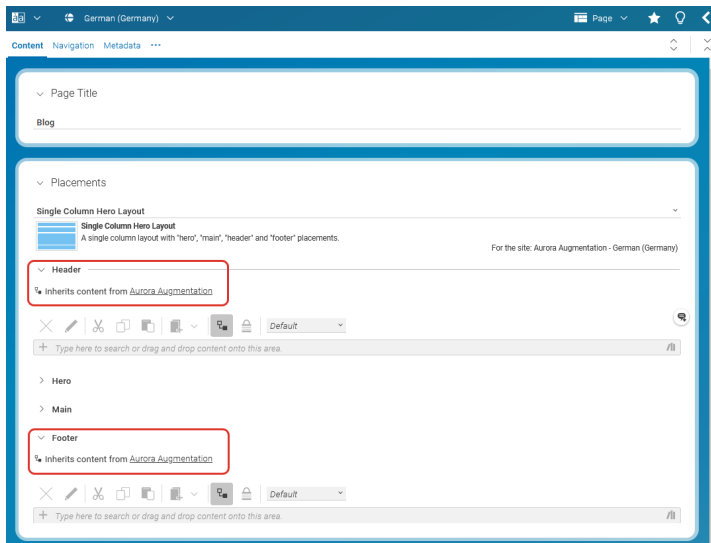 German (Germany)
Page
Content Navigation Metadata
Page Title
Blog
Placements
Single Column Hero Layout
Single Column Hero Layout
A single column layout with "hero", "main", "header" and "footer" placements.
For the site: Aurora Augmentation - German (Germany)
Header
Inherits content from Aurora Augmentation
Default
Type here to search or drag and drop content onto this area.
Hero
Main
Footer
Inherits content from Aurora Augmentation
Default
Type here to search or drag and drop content onto this area.